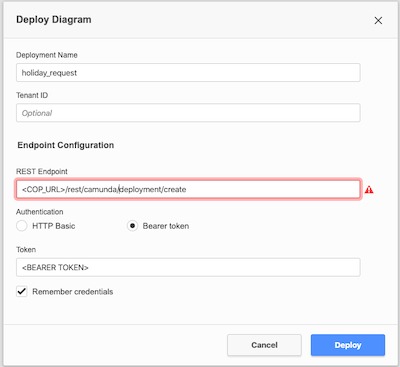 Deploy Diagram
Deployment Name
holiday_request
Tenant ID
Optional
Endpoint Configuration
REST Endpoint
<COP_URL>/rest/camunda/deployment/create
Authentication
HTTP Basic
Bearer token
Token
<BEARER TOKEN>
Remember credentials
Cancel
Deploy